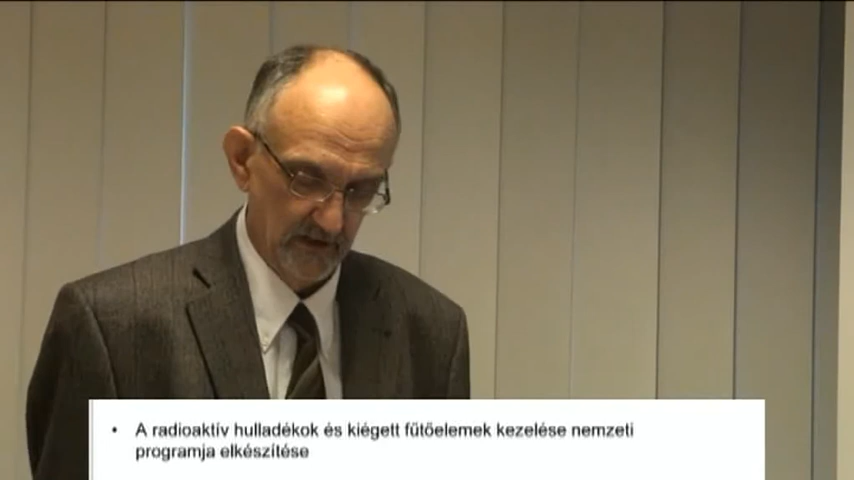 • A radioaktív hulladékok és kiégett fűtőelemek kezelése nemzeti
programja elkészítése